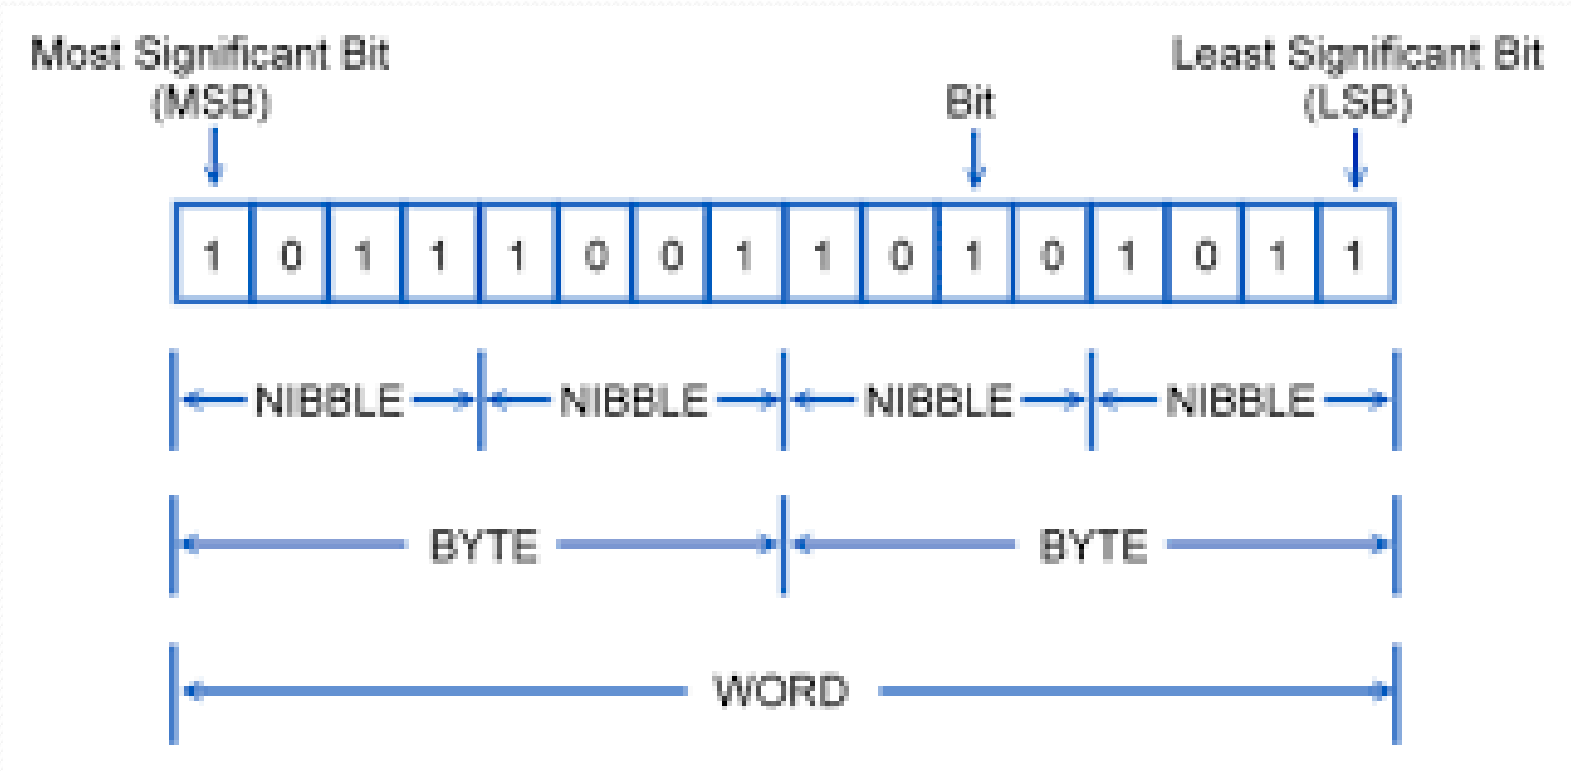 Most Significant Bit
(MSB)
Bit
Least Significant Bit
(LSB)
1 0 1 1 1 0 0 1 1 0 1 0 1 0 1 1
NIBBLE NIBBLE NIBBLE NIBBLE
BYTE BYTE
WORD